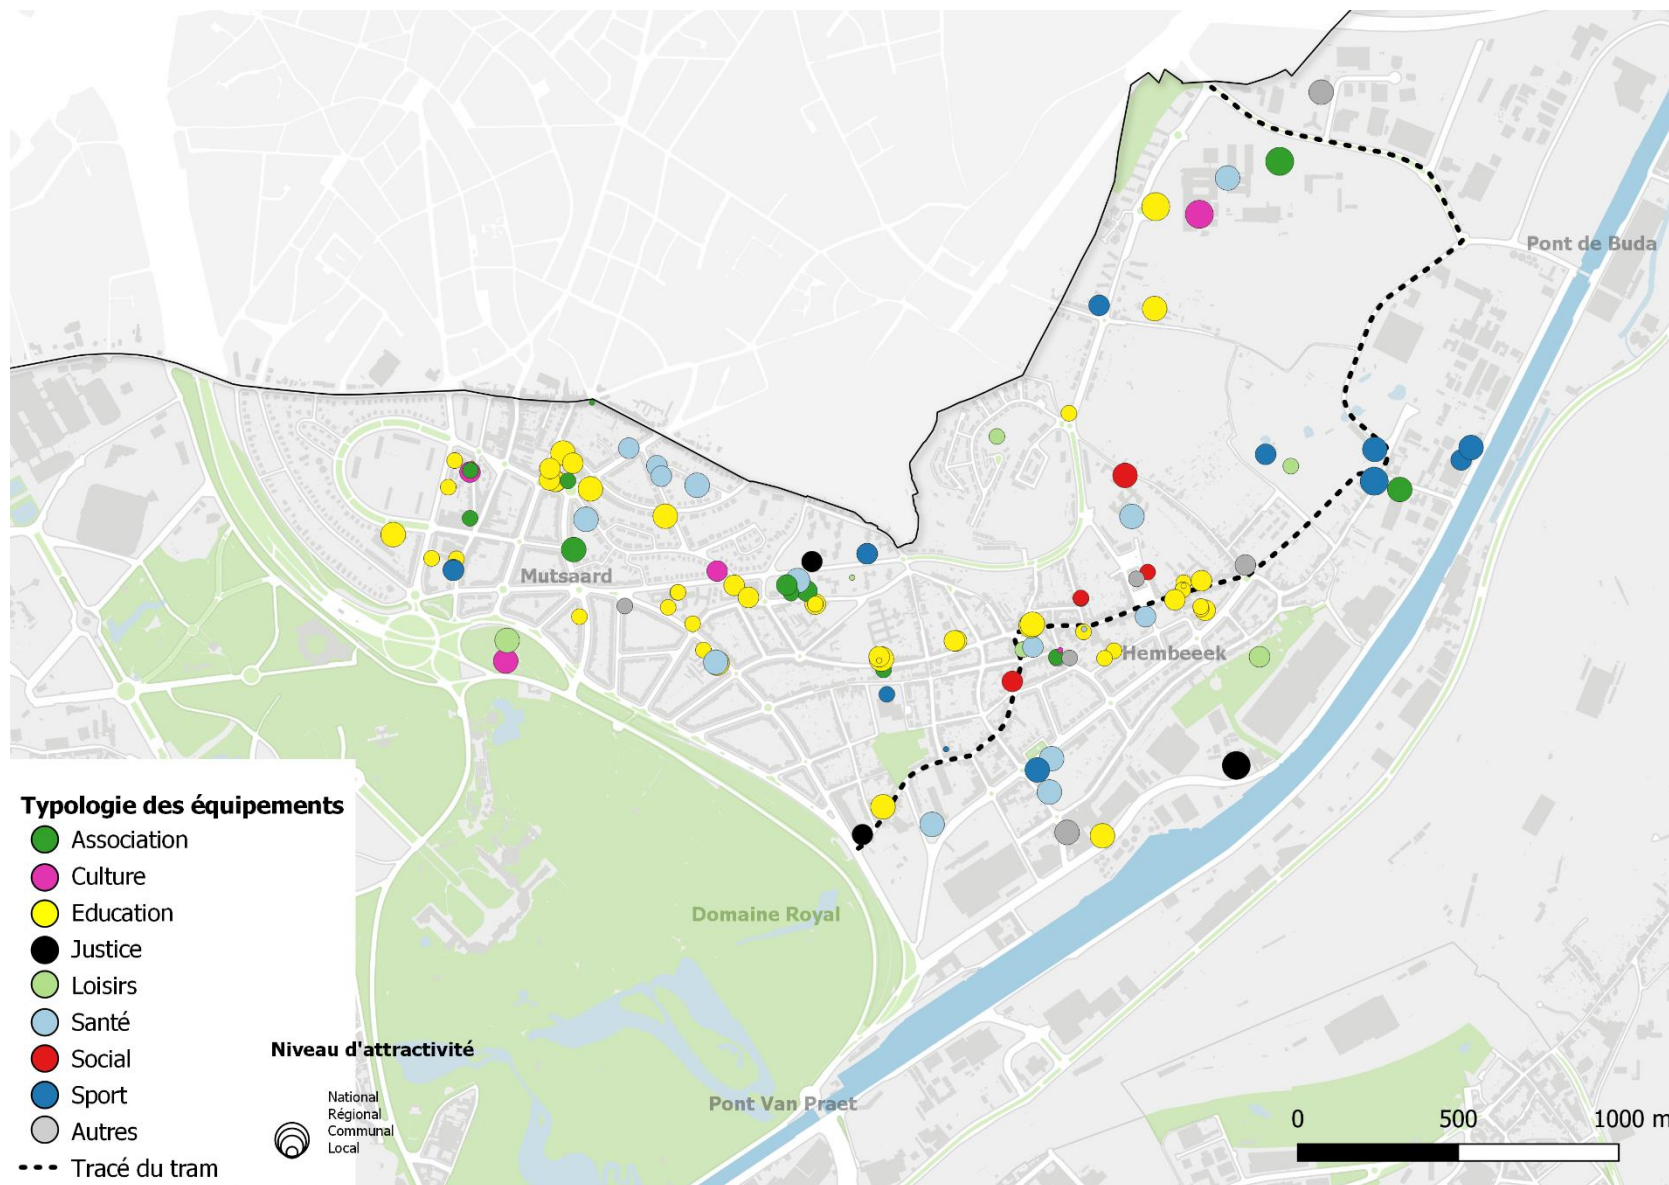 Pont de Buda
Mutsaard
Hembeeek
Domaine Royal
Pont Van Praet
Typologie des équipements
Association
Culture
Education
Justice
Loisirs
Santé
Social
Sport
Autres
Tracé du tram
Niveau d'attractivité
National
Régional
Communal
Local
0 500 1000 m